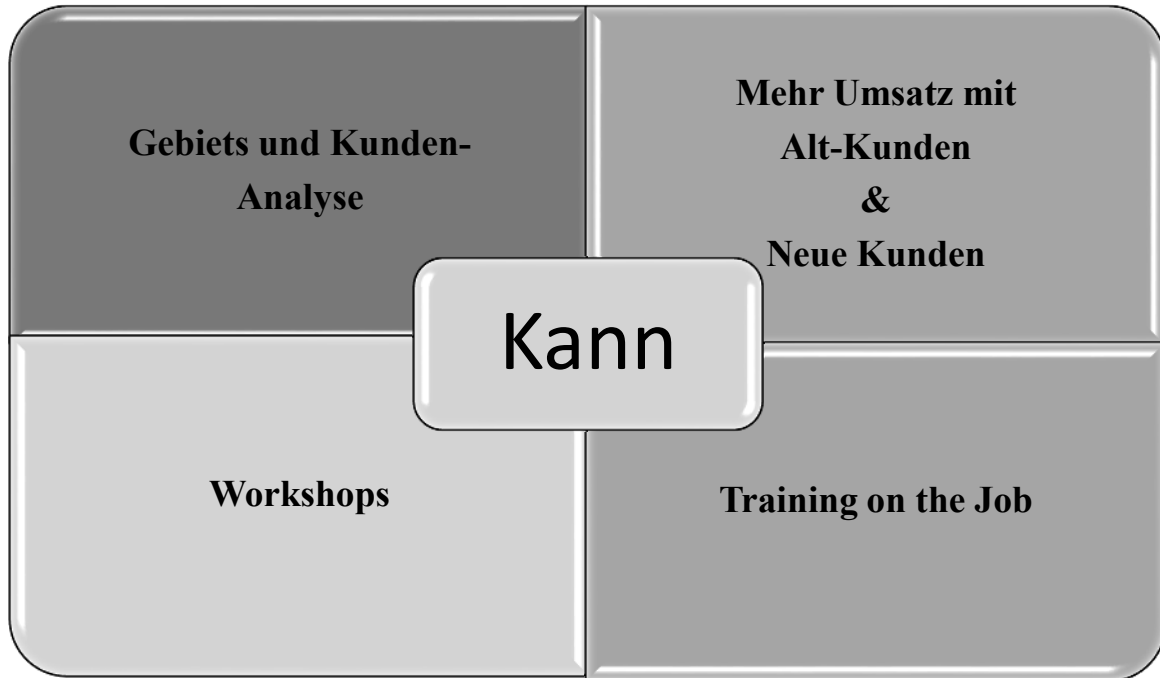 Gebiets und Kunden-
Analyse
Mehr Umsatz mit
Alt-Kunden
&
Neue Kunden
Kann
Workshops
Training on the Job